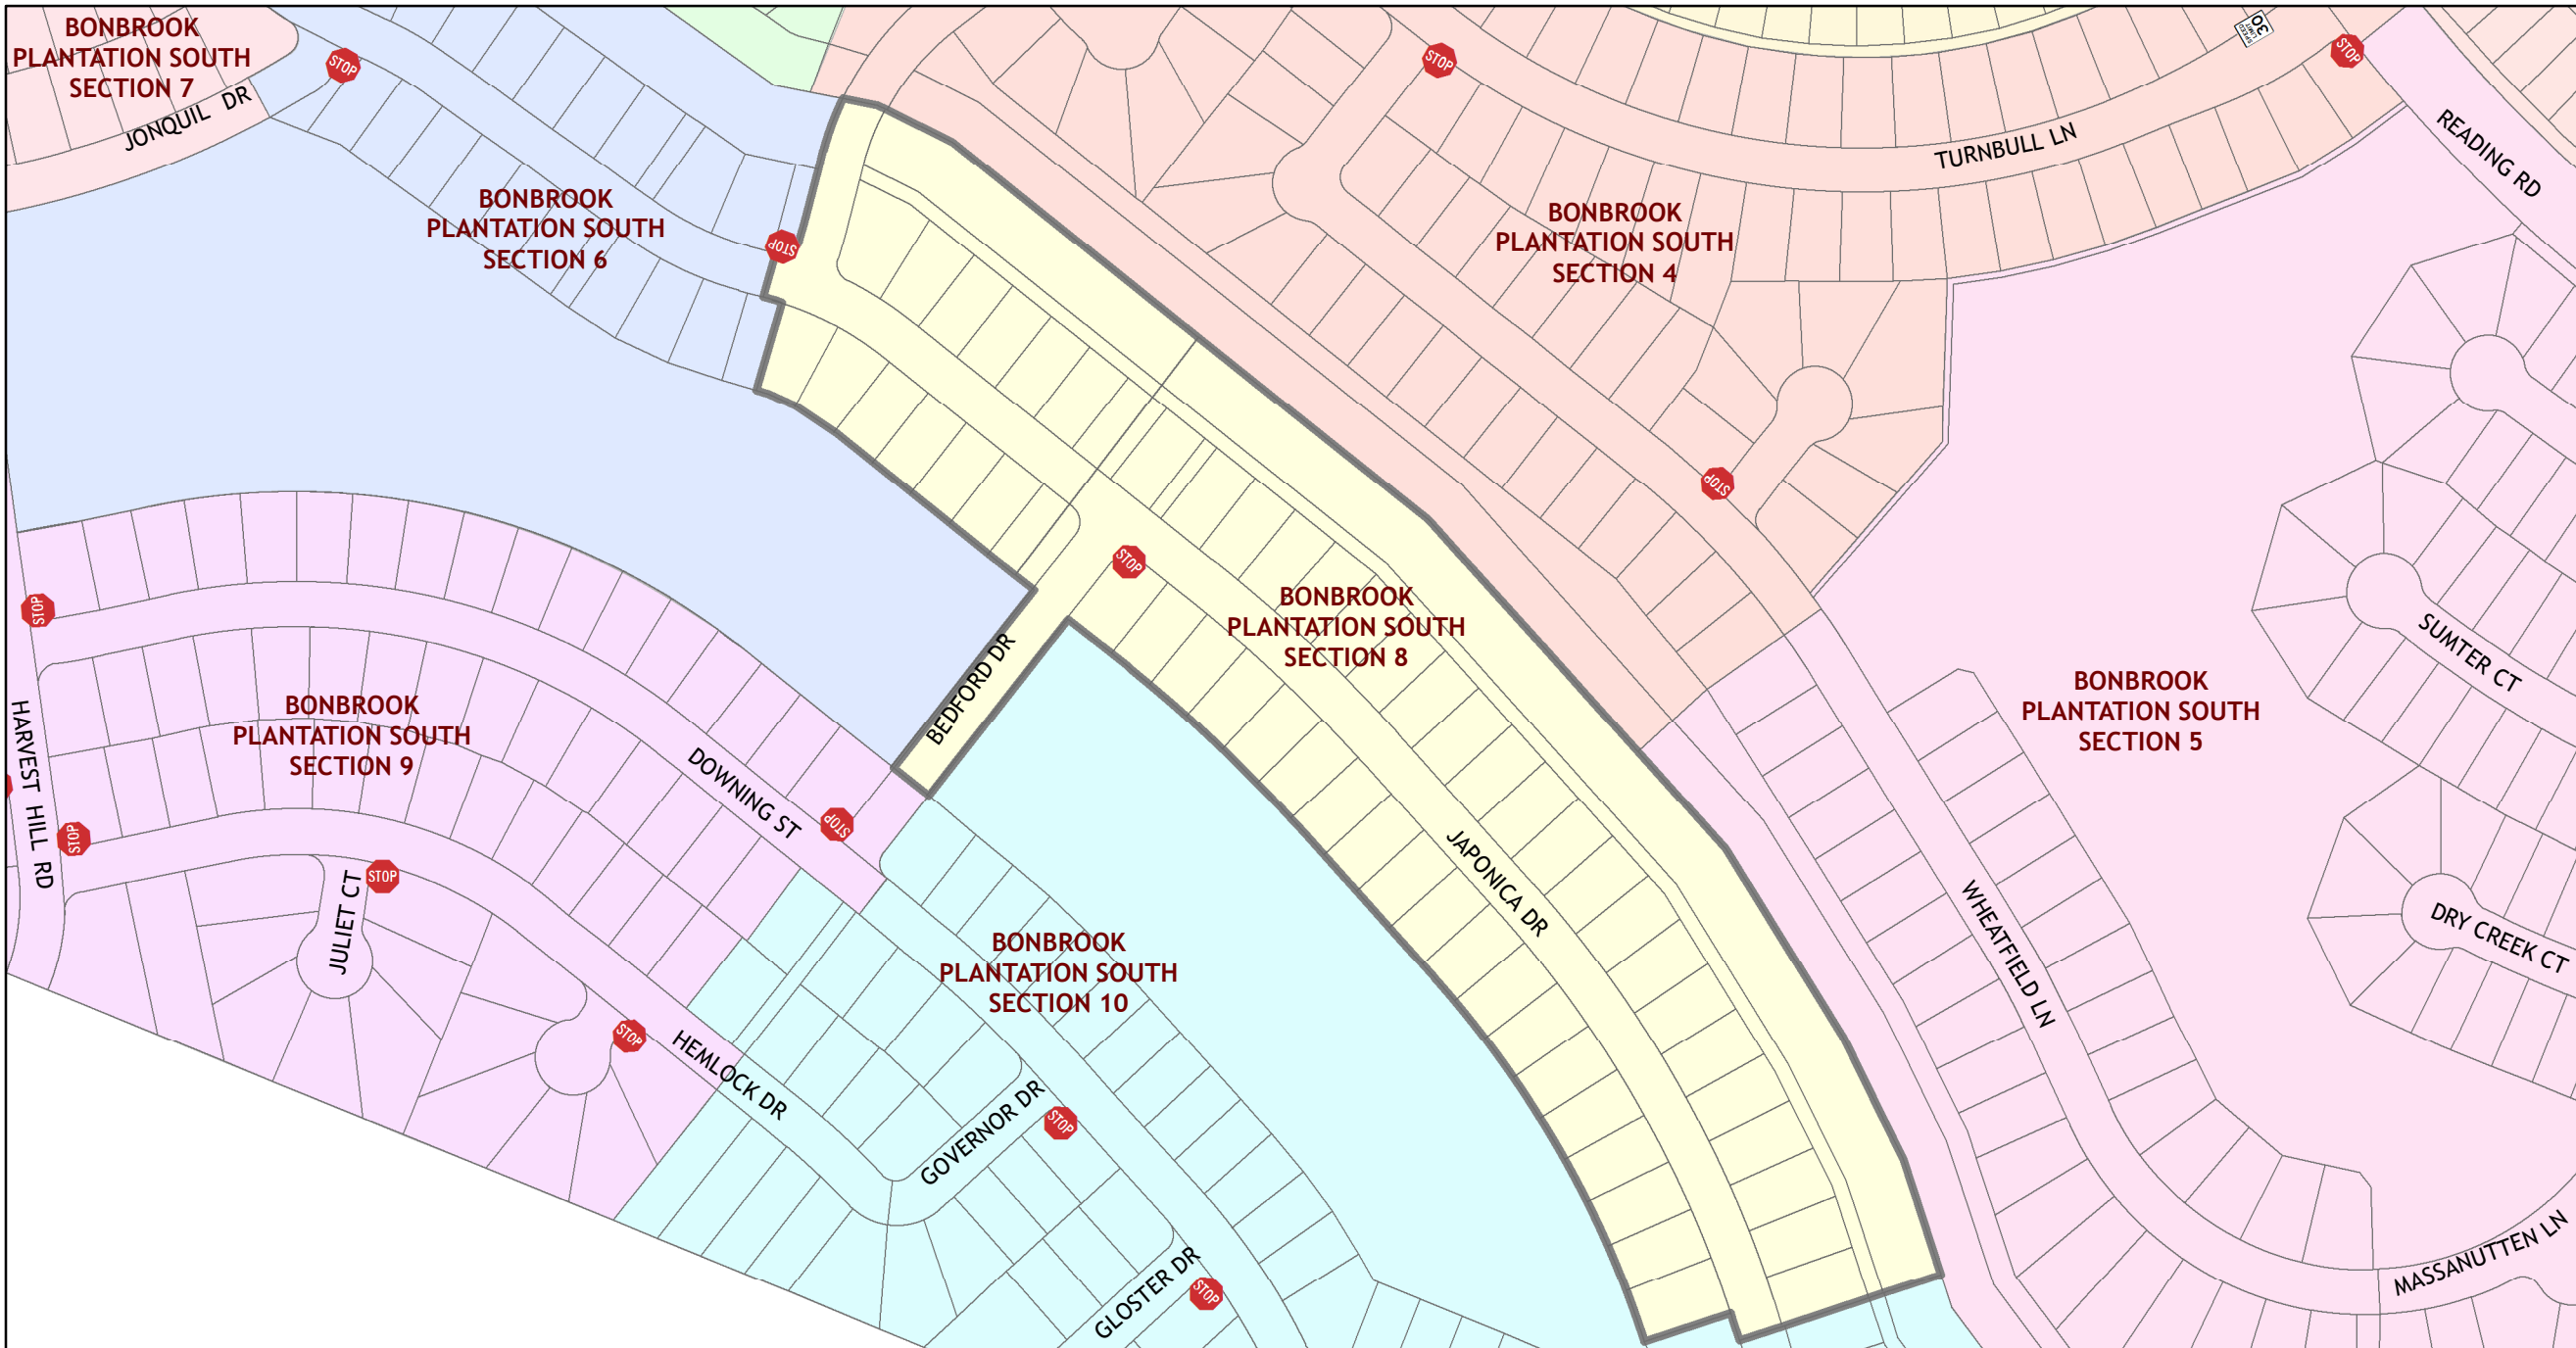 BONBROOK
PLANTATION SOUTH
SECTION 7
JONQUIL DR
STOP
STOP
SPEED
LIMIT
30
STOP
TURNBULL LN
READING RD
BONBROOK
PLANTATION SOUTH
SECTION 6
STOP
BONBROOK
PLANTATION SOUTH
SECTION 4
STOP
STOP
BONBROOK
PLANTATION SOUTH
SECTION 8
STOP
SUMTER CT
BEDFORD DR
BONBROOK
PLANTATION SOUTH
SECTION 5
HARVEST HILL RD
BONBROOK
PLANTATION SOUTH
SECTION 9
DOWNING ST
STOP
STOP
JAPONICA DR
STOP
JULIET CT
WHEATFIELD LN
DRY CREEK CT
BONBROOK
PLANTATION SOUTH
SECTION 10
STOP
HEMLOCK DR
GOVERNOR DR
STOP
GLOSTER DR
STOP
MASSANUTTEN LN